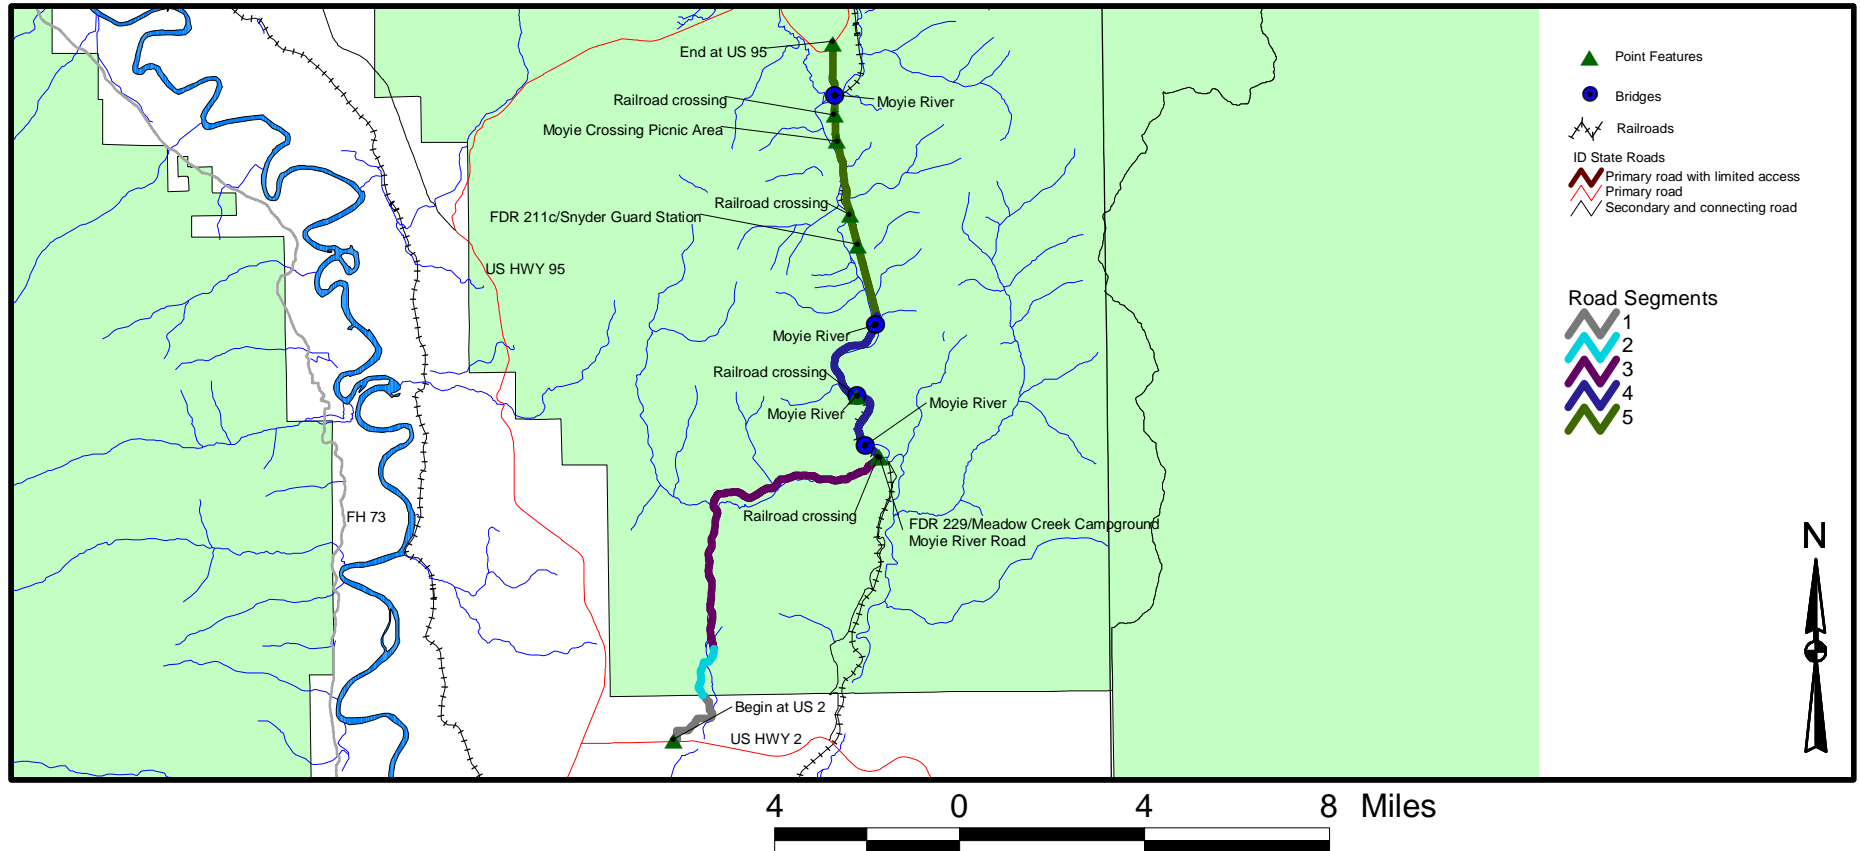 End at US 95
Railroad crossing
Moyie River
Moyie Crossing Picnic Area
Railroad crossing
FDR 211c/Snyder Guard Station
US HWY 95
Moyie River
Railroad crossing
Moyie River
Moyie River
Railroad crossing
FH 73
FDR 229/Meadow Creek Campground
Moyie River Road
Begin at US 2
US HWY 2
Point Features
Bridges
Railroads
ID State Roads
Primary road with limited access
Primary road
Secondary and connecting road
Road Segments
1
2
3
4
5
N
4 0 4 8 Miles